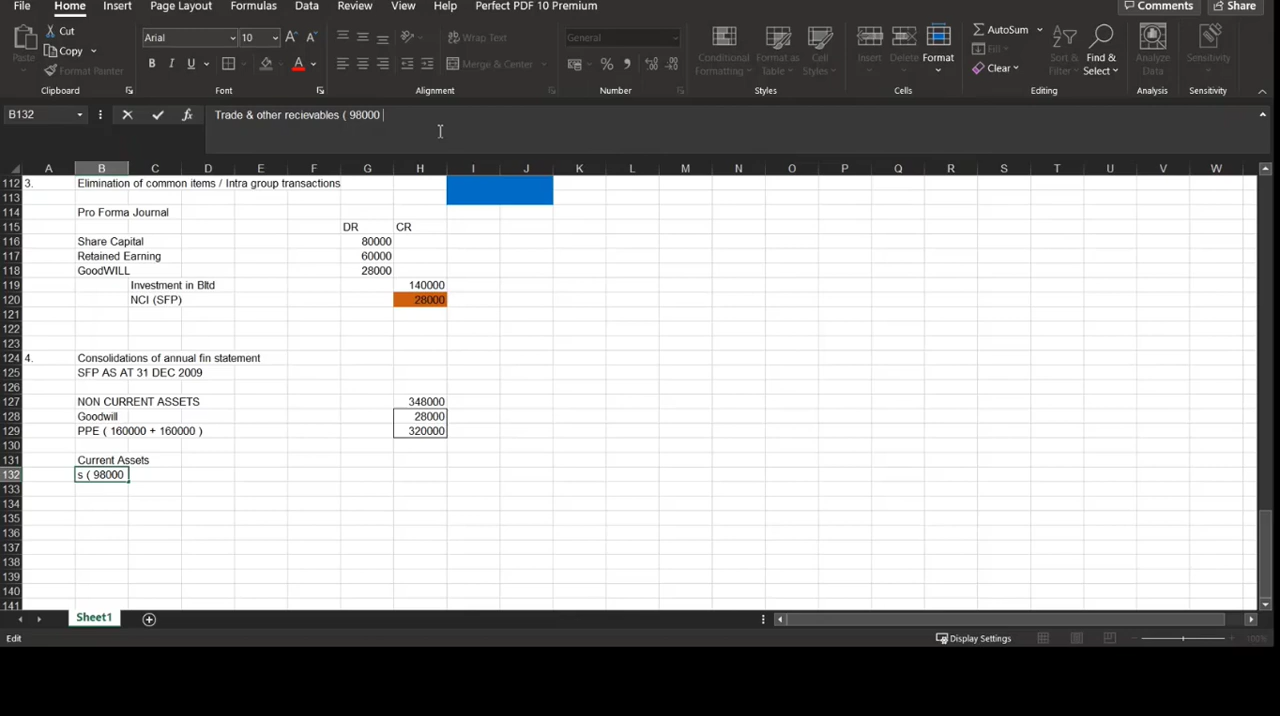 File Home Insert Page Layout Formulas Data Review View Help Perfect PDF 10 Premium Comments Share
Cut
Copy
Format Painter
Paste
Clipboard
Arial 10
B I U
Font
Wrap Text
Merge & Center
Alignment
General
Number
Conditional Formatting
Format as Table
Cell Styles
Styles
Insert Delete Format
Cells
AutoSum
Fill
Clear
Sort & Filter
Find & Select
Editing
Analyze Data
Analysis
Sensitivity
Sensitivity
B132 fx Trade & other recievables ( 98000
A B C D E F G H I J K L M N O P Q R S T U V W
112 3. Elimination of common items / Intra group transactions
113
114 Pro Forma Journal
115 DR CR
116 Share Capital 80000
117 Retained Earning 60000
118 GoodWILL 28000
119 Investment in Bltd 140000
120 NCI (SFP) 28000
121
122
123
124 4. Consolidations of annual fin statement
125 SFP AS AT 31 DEC 2009
126
127 NON CURRENT ASSETS 348000
128 Goodwill 28000
129 PPE ( 160000 + 160000 ) 320000
130
131 Current Assets
132 s ( 98000
133
134
135
136
137
138
139
140
141
Sheet1
Edit Display Settings 100%